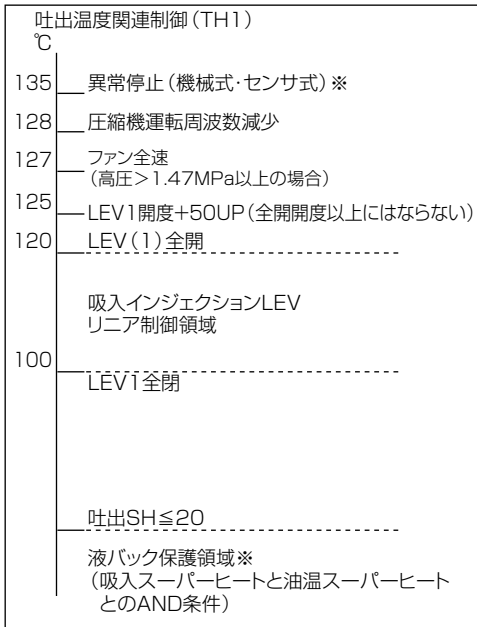 吐出温度関連制御(TH1)
℃
135 異常停止(機械式・センサ式)※
128 圧縮機運転周波数減少
127 ファン全速
(高圧>1.47MPa以上の場合)
125 LEV1開度+50UP(全開開度以上にはならない)
120 LEV(1)全開
吸入インジェクションLEV
リニア制御領域
100
LEV1全閉
吐出SH≦20
液バック保護領域※
(吸入スーパーヒートと油温スーパーヒート
とのAND条件)